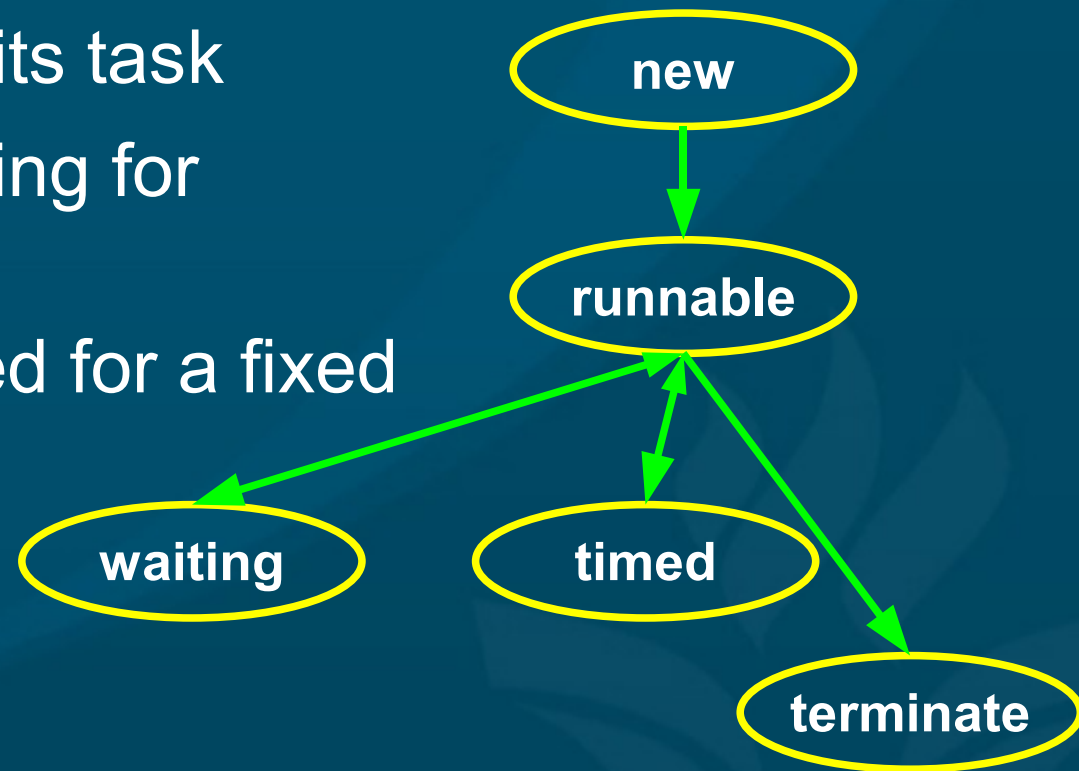 its task
ing for
ed for a fixed
new
runnable
waiting
timed
terminate